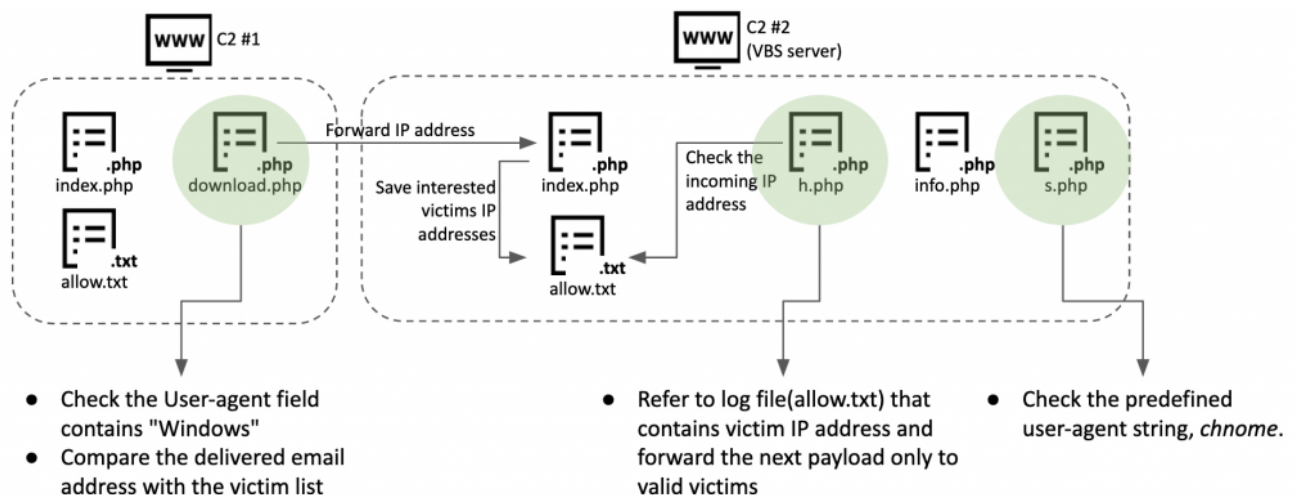 www
C2 #1
www
C2 #2
(VBS server)
.php
index.php
.php
download.php
Forward IP address
.php
index.php
Check the
incoming IP
address
.php
h.php
.php
info.php
.php
s.php
Save interested
victims IP
addresses
.txt
allow.txt
.txt
allow.txt
● Check the User-agent field
contains "Windows"
● Compare the delivered email
address with the victim list
● Refer to log file(allow.txt) that
contains victim IP address and
forward the next payload only to
valid victims
● Check the predefined
user-agent string, chnome.